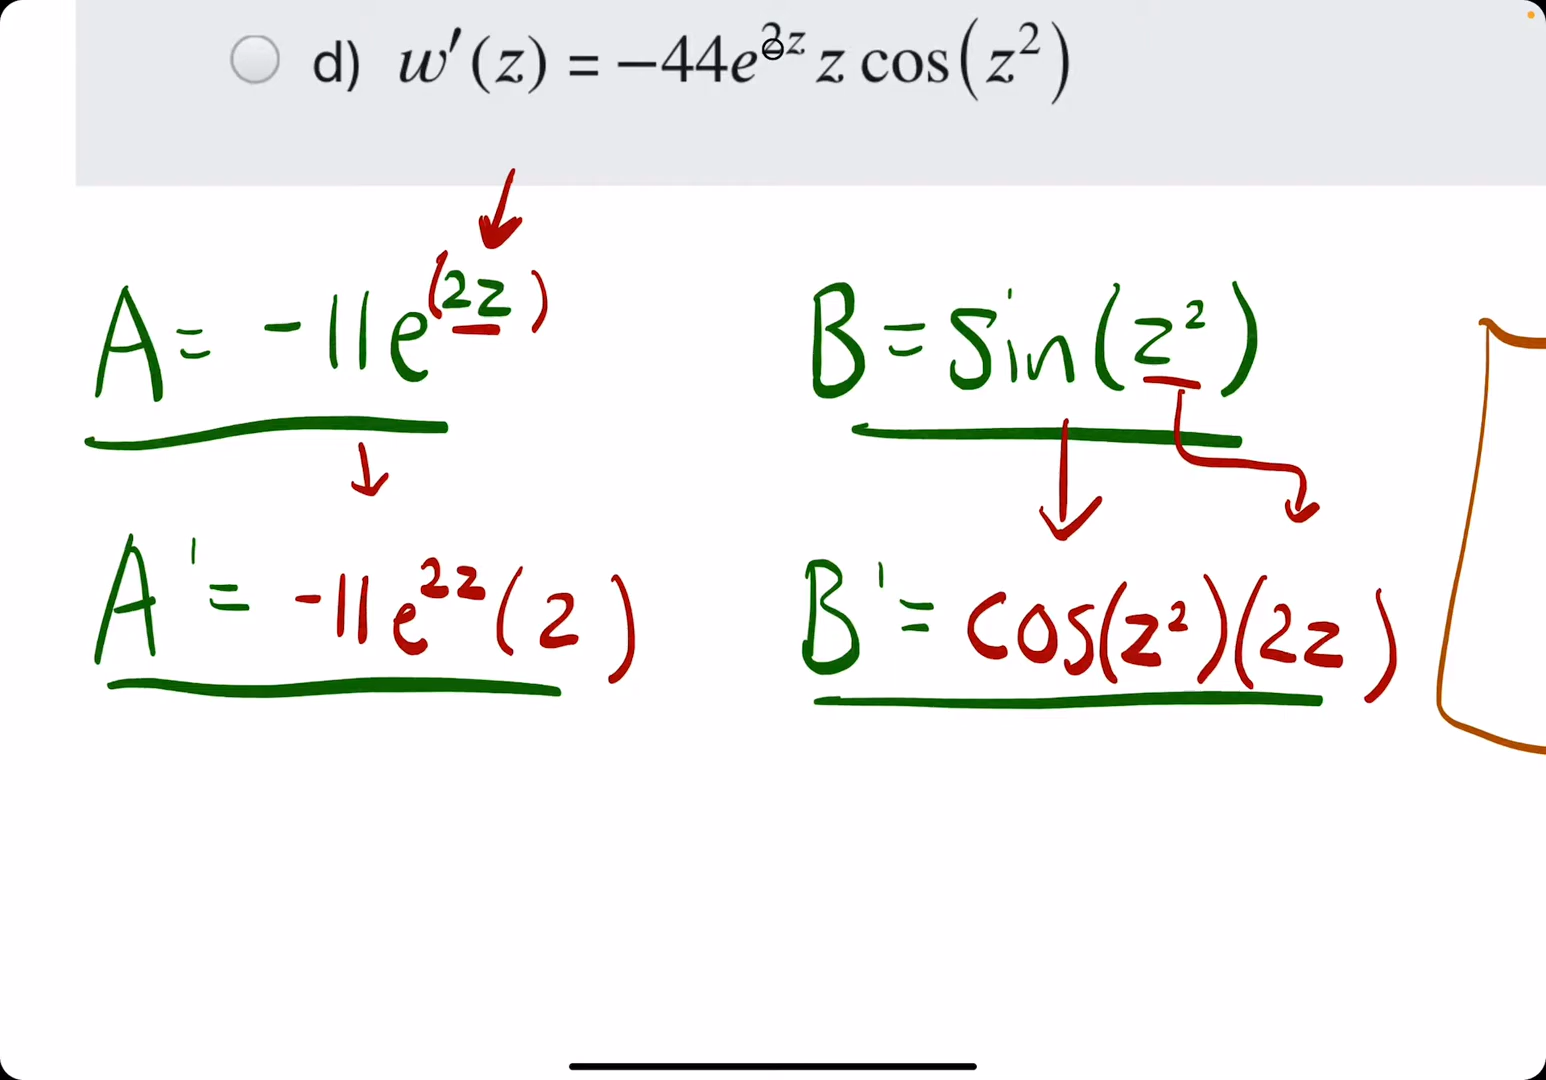 d) w′(z) = −44e^{2z} z cos(z²)
A = -11e^{(2z)} B = Sin(z²)
A' = -11e^{2z}(2) B' = cos(z²)(2z)